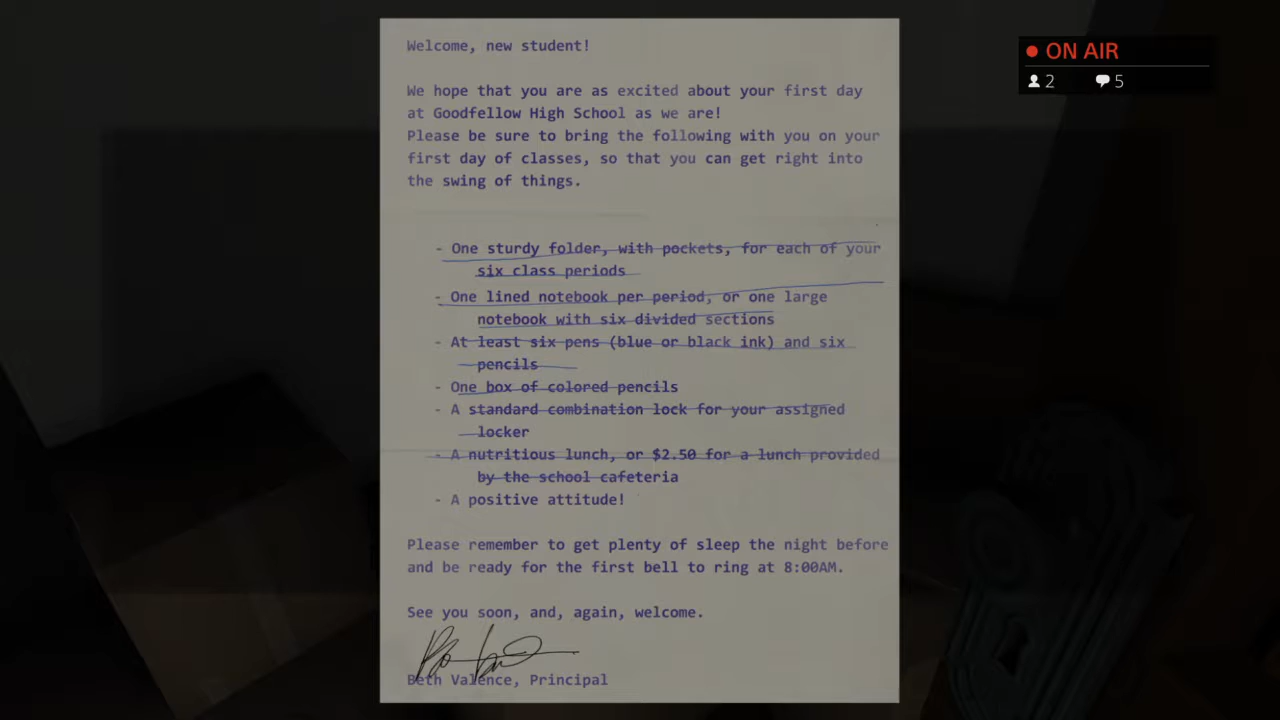 Welcome, new student!
We hope that you are as excited about your first day
at Goodfellow High School as we are!
Please be sure to bring the following with you on your
first day of classes, so that you can get right into
the swing of things.
- One sturdy folder, with pockets, for each of your
six class periods
- One lined notebook per period, or one large
notebook with six divided sections
- At least six pens (blue or black ink) and six
pencils
- One box of colored pencils
- A standard combination lock for your assigned
locker
- A nutritious lunch, or $2.50 for a lunch provided
by the school cafeteria
- A positive attitude!
Please remember to get plenty of sleep the night before
and be ready for the first bell to ring at 8:00AM.
See you soon, and, again, welcome.
Beth Valence, Principal
ON AIR
2 5